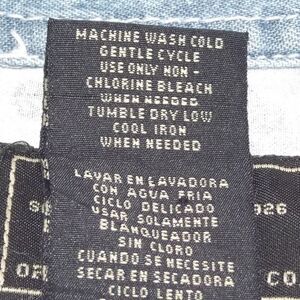 MACHINE WASH COLD
GENTLE CYCLE
USE ONLY NON -
CHLORINE BLEACH
WHEN NEEDED
TUMBLE DRY LOW
COOL IRON
WHEN NEEDED
LAVAR EN LAVADORA
CON AGUA FRIA
CICLO DELICADO
USAR SOLAMENTE
BLANQUEADOR
SIN CLORO
CUANDO SE NECESITE
SECAR EN SECADORA
CICLO LENTO
926
CO